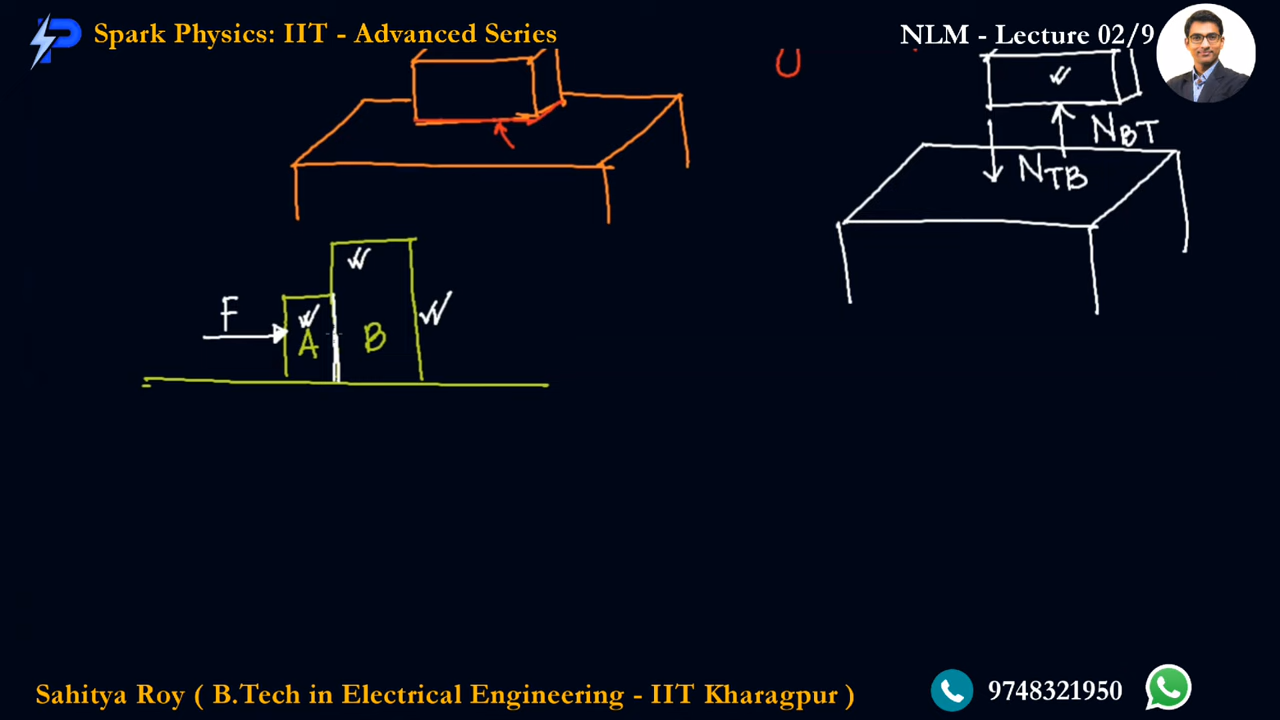 Spark Physics: IIT - Advanced Series
NLM - Lecture 02/9
N_BT
N_TB
F
A
B
Sahitya Roy ( B.Tech in Electrical Engineering - IIT Kharagpur )
9748321950